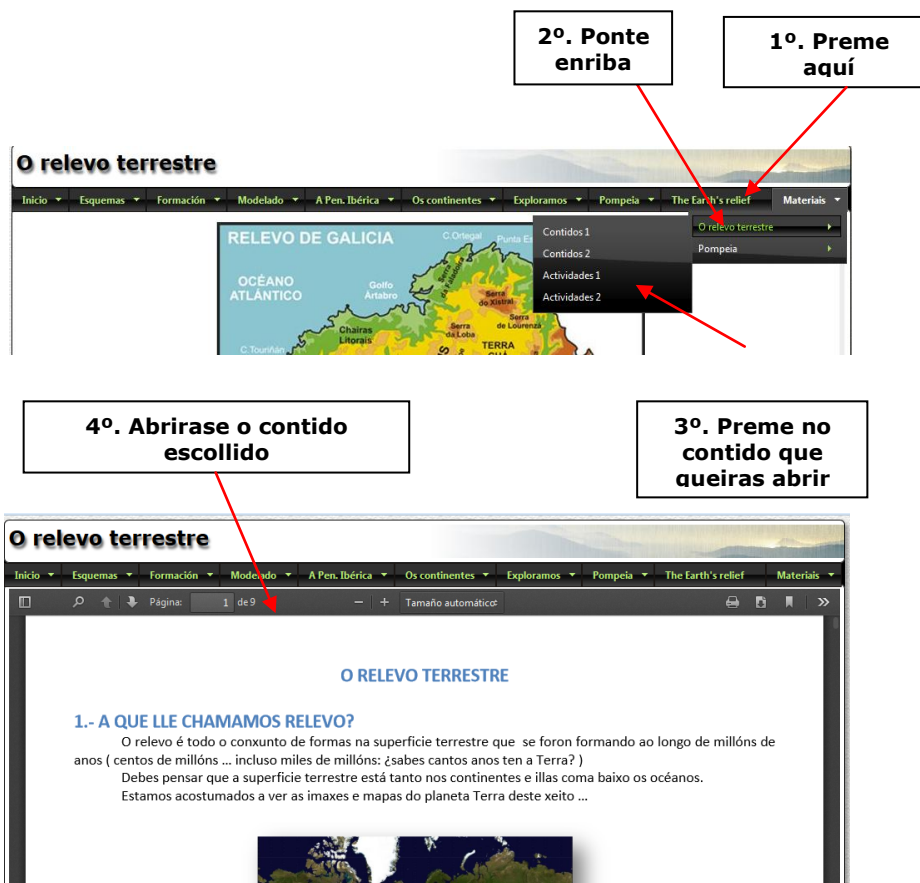 2º. Ponte
enriba
1º. Preme
aquí
O relevo terrestre
Inicio Esquemas Formación Modelado A Pen. Ibérica Os continentes Exploramos Pompeia The Earth's relief Materiais
O relevo terrestre
Pompeia
Contidos 1
Contidos 2
Actividades 1
Actividades 2
RELEVO DE GALICIA
C.Ortegal
Punta
OCÉANO
ATLÁNTICO
Golfo
Ártabro
Serra
da Faladoira
Serra
do Xistral
Chairas
Litorais
Serra
da Loba
Serra
de Lourenzá
C.Touriñán
TERRA
CHÁ
4º. Abrirase o contido
escollido
3º. Preme no
contido que
queiras abrir
O relevo terrestre
Inicio Esquemas Formación Modelado A Pen. Ibérica Os continentes Exploramos Pompeia The Earth's relief Materiais
Página: 1 de 9 Tamaño automático
O RELEVO TERRESTRE
1.- A QUE LLE CHAMAMOS RELEVO?
O relevo é todo o conxunto de formas na superficie terrestre que se foron formando ao longo de millóns de
anos ( centos de millóns ... incluso miles de millóns: ¿sabes cantos anos ten a Terra? )
Debes pensar que a superficie terrestre está tanto nos continentes e illas coma baixo os océanos.
Estamos acostumados a ver as imaxes e mapas do planeta Terra deste xeito ...